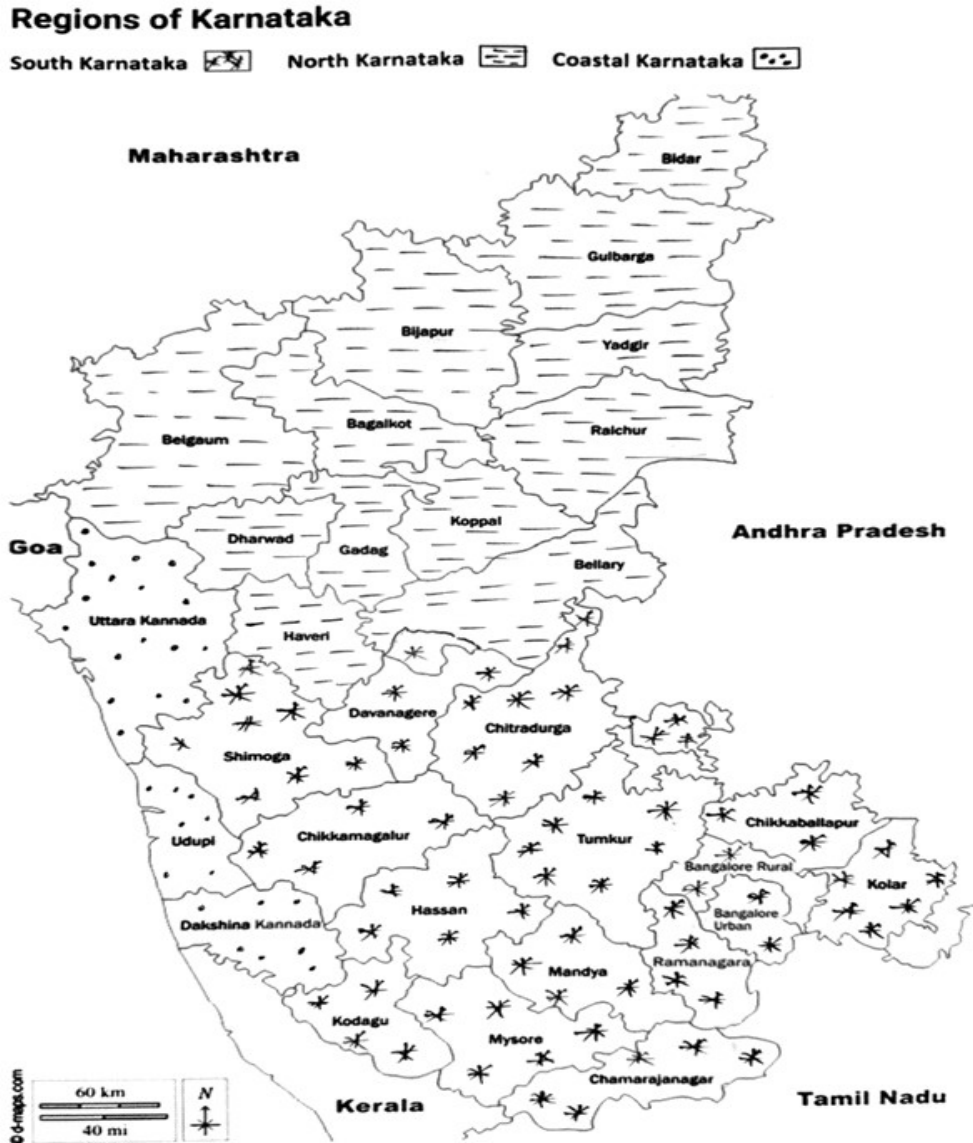 Regions of Karnataka
South Karnataka North Karnataka Coastal Karnataka
Maharashtra
Bidar
Gulbarga
Bijapur
Yadgir
Bagalkot
Raichur
Belgaum
Koppal
Dharwad
Gadag
Goa
Andhra Pradesh
Bellary
Uttara Kannada
Haveri
Davanagere
Chitradurga
Shimoga
Chikkaballapur
Chikkamagalur
Tumkur
Udupi
Bangalore Rural
Kolar
Hassan
Bangalore
Urban
Dakshina Kannada
Ramanagara
Mandya
Kodagu
Mysore
Chamarajanagar
60 km
40 mi
N
Kerala
Tamil Nadu
© d-maps.com